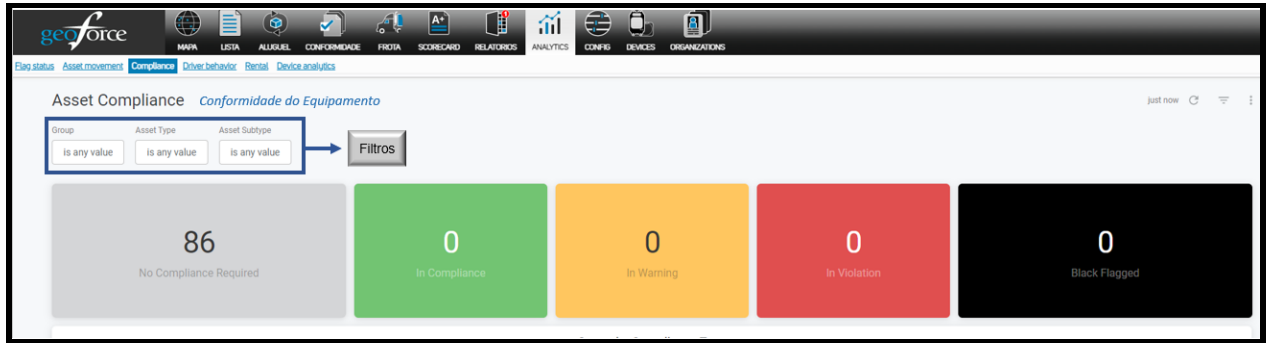 geoforce
MAPA LISTA ALUGUEL CONFORMIDADE FROTA SCORECARD RELATORIOS ANALYTICS CONFIG DEVICES ORGANIZATIONS
Flag status Asset movement Compliance Driver behavior Rental Device analytics
Asset Compliance Conformidade do Equipamento just now
Group Asset Type Asset Subtype
is any value is any value is any value Filtros
86 0 0 0 0
No Compliance Required In Compliance In Warning In Violation Black Flagged